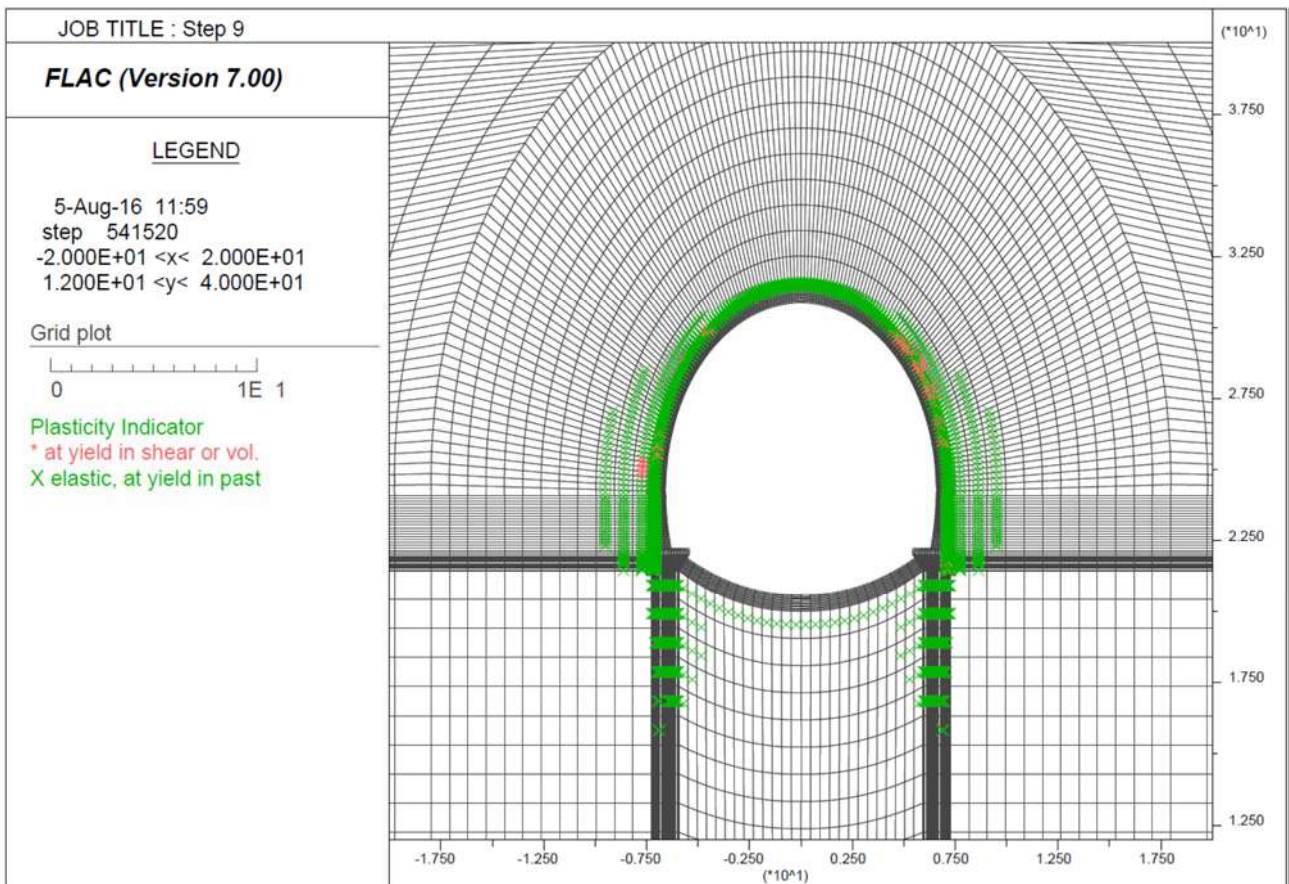 JOB TITLE : Step 9
FLAC (Version 7.00)
LEGEND
5-Aug-16 11:59
step 541520
-2.000E+01 <x< 2.000E+01
1.200E+01 <y< 4.000E+01
Grid plot
0 1E 1
Plasticity Indicator
* at yield in shear or vol.
X elastic, at yield in past
(*10^1)
3.750
3.250
2.750
2.250
1.750
1.250
-1.750 -1.250 -0.750 -0.250 0.250 0.750 1.250 1.750
(*10^1)